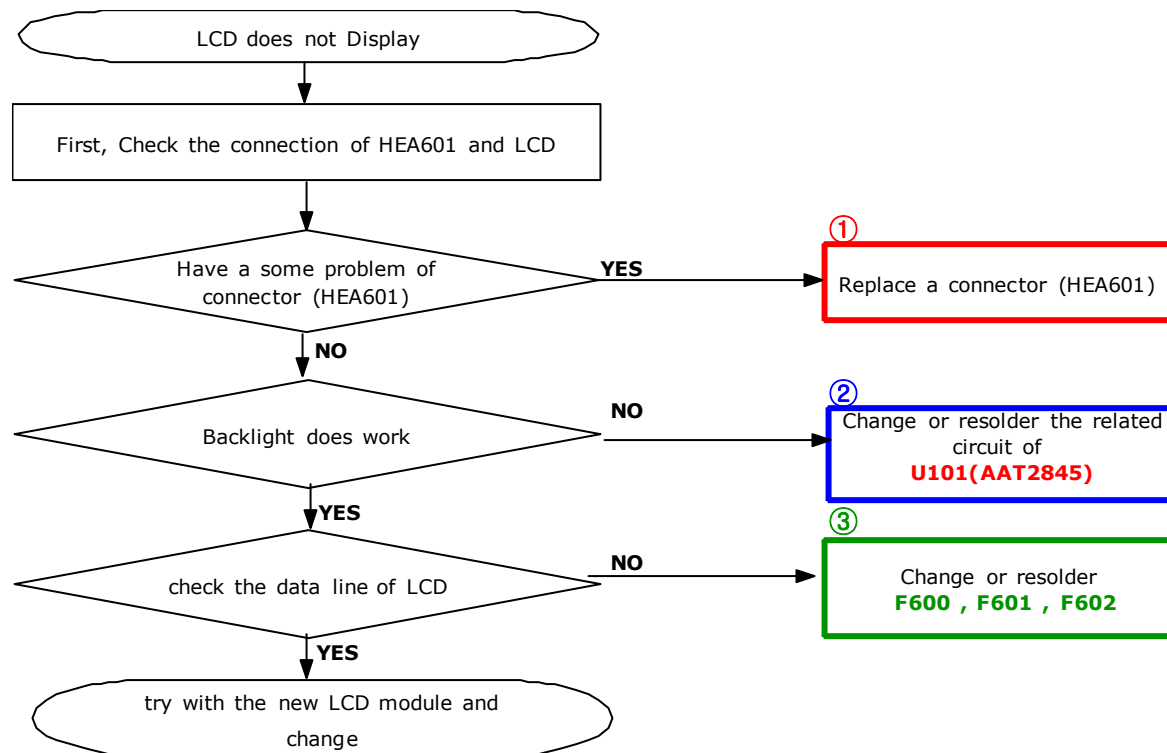 LCD does not Display
First, Check the connection of HEA601 and LCD
Have a some problem of
connector (HEA601)
YES
①
Replace a connector (HEA601)
NO
Backlight does work
NO
②
Change or resolder the related
circuit of
U101(AAT2845)
YES
check the data line of LCD
NO
③
Change or resolder
F600 , F601 , F602
YES
try with the new LCD module and
change